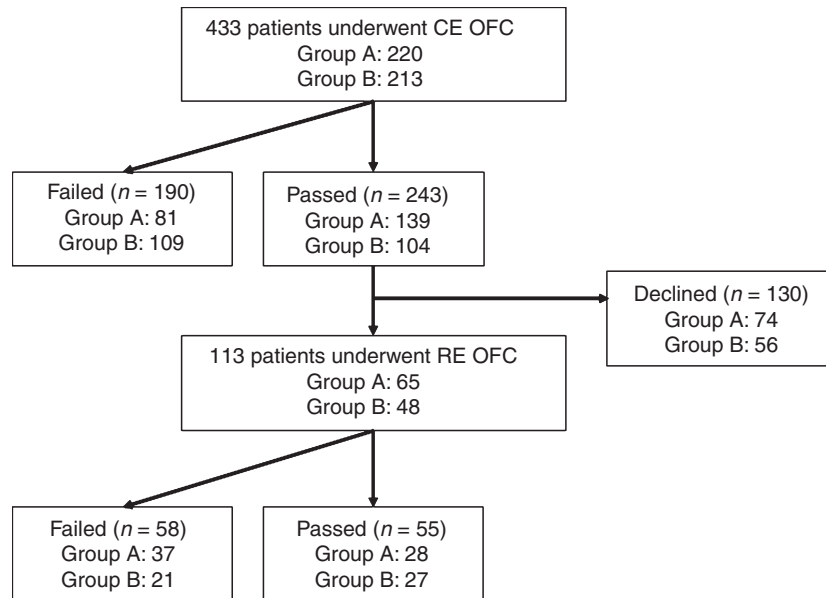 433 patients underwent CE OFC
Group A: 220
Group B: 213
Failed (n = 190)
Group A: 81
Group B: 109
Passed (n = 243)
Group A: 139
Group B: 104
Declined (n = 130)
Group A: 74
Group B: 56
113 patients underwent RE OFC
Group A: 65
Group B: 48
Failed (n = 58)
Group A: 37
Group B: 21
Passed (n = 55)
Group A: 28
Group B: 27